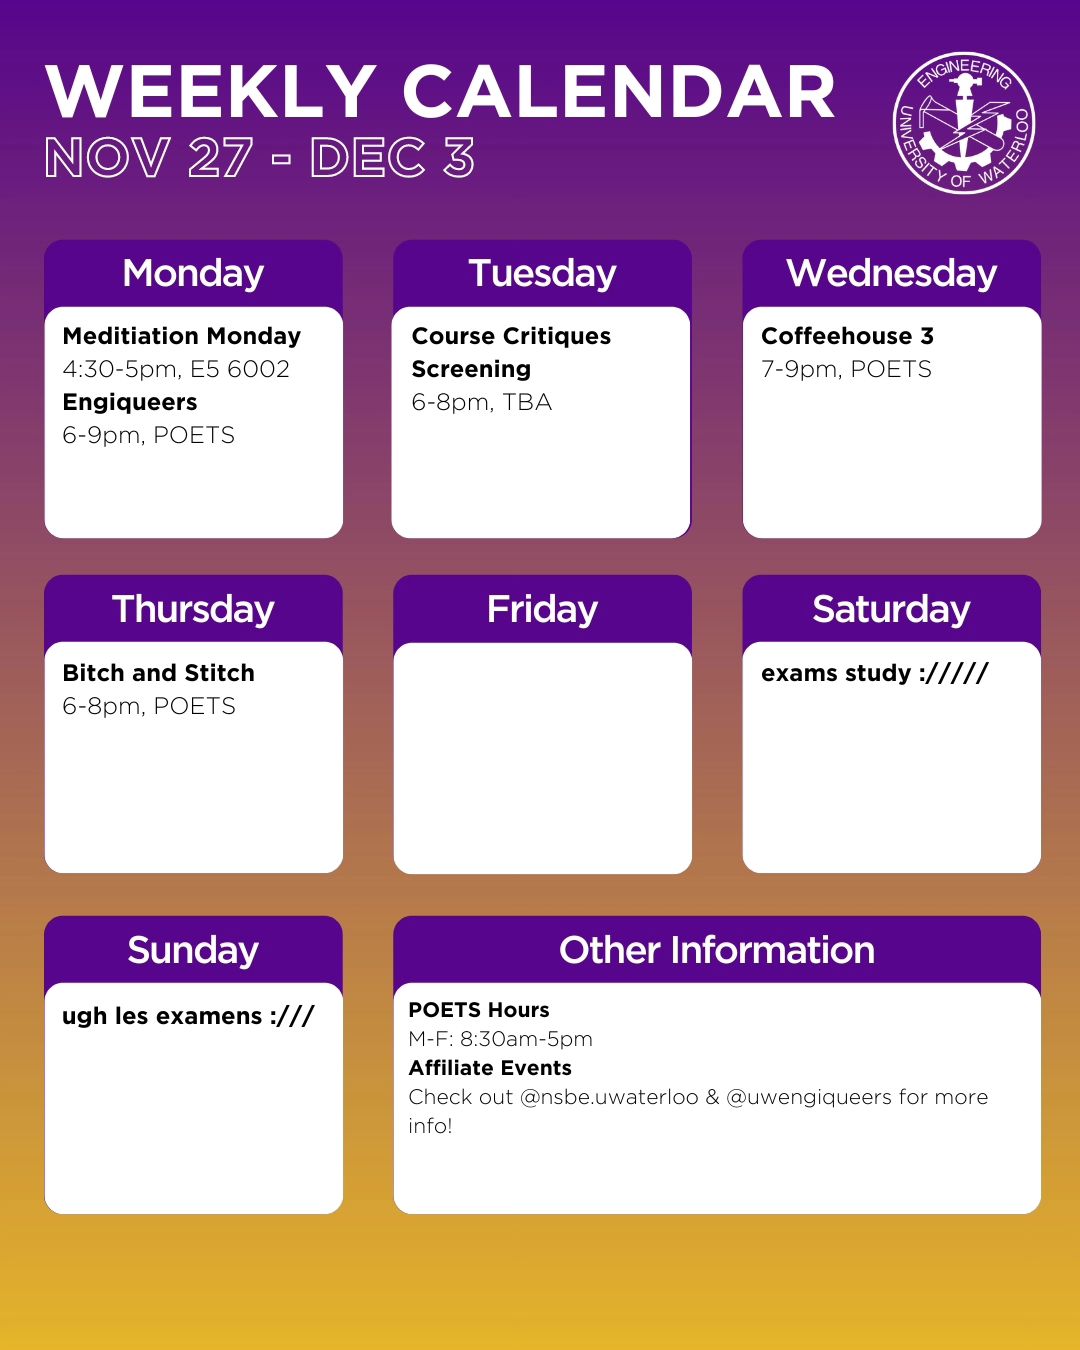 WEEKLY CALENDAR
NOV 27 - DEC 3
ENGINEERING
UNIVERSITY OF WATERLOO
Monday
Meditiation Monday
4:30-5pm, E5 6002
Engiqueers
6-9pm, POETS
Tuesday
Course Critiques
Screening
6-8pm, TBA
Wednesday
Coffeehouse 3
7-9pm, POETS
Thursday
Bitch and Stitch
6-8pm, POETS
Friday
Saturday
exams study ://///
Sunday
ugh les examens :///
Other Information
POETS Hours
M-F: 8:30am-5pm
Affiliate Events
Check out @nsbe.uwaterloo & @uwengiqueers for more
info!